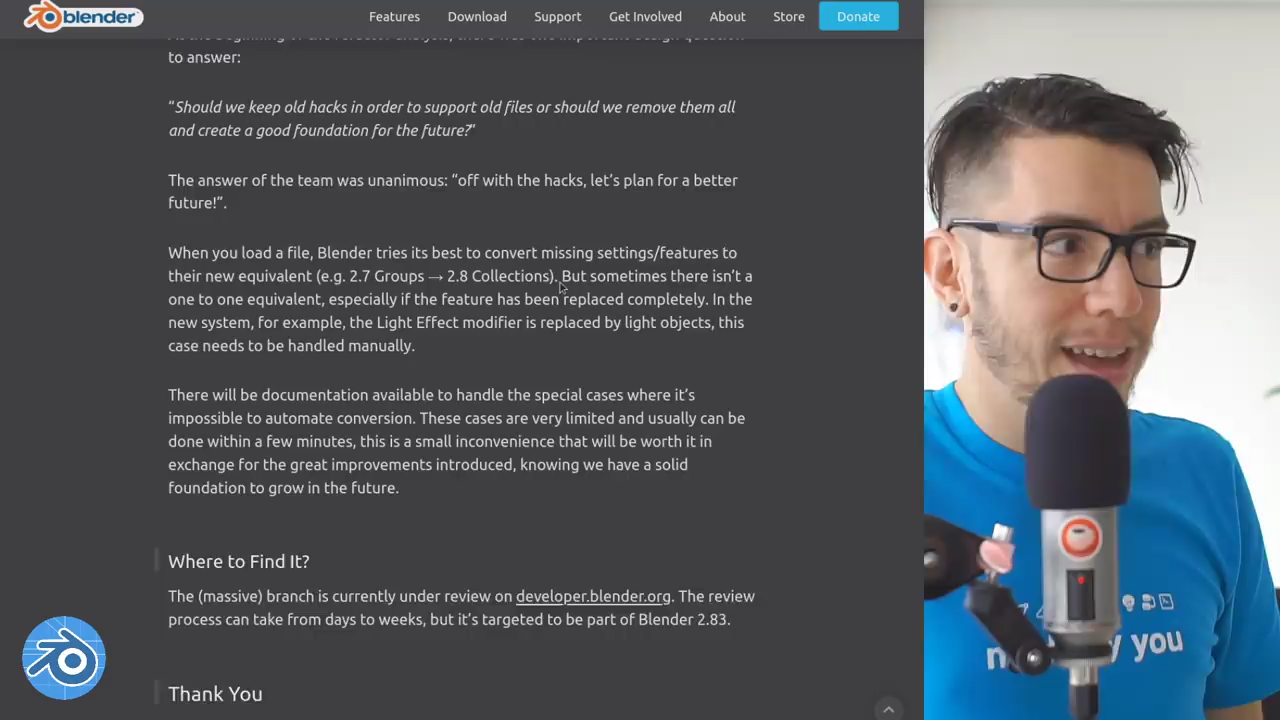 blender
Features
Download
Support
Get Involved
About
Store
Donate
to answer:
“Should we keep old hacks in order to support old files or should we remove them all
and create a good foundation for the future?”
The answer of the team was unanimous: “off with the hacks, let’s plan for a better
future!”.
When you load a file, Blender tries its best to convert missing settings/features to
their new equivalent (e.g. 2.7 Groups → 2.8 Collections). But sometimes there isn’t a
one to one equivalent, especially if the feature has been replaced completely. In the
new system, for example, the Light Effect modifier is replaced by light objects, this
case needs to be handled manually.
There will be documentation available to handle the special cases where it’s
impossible to automate conversion. These cases are very limited and usually can be
done within a few minutes, this is a small inconvenience that will be worth it in
exchange for the great improvements introduced, knowing we have a solid
foundation to grow in the future.
Where to Find It?
The (massive) branch is currently under review on developer.blender.org. The review
process can take from days to weeks, but it’s targeted to be part of Blender 2.83.
Thank You
you